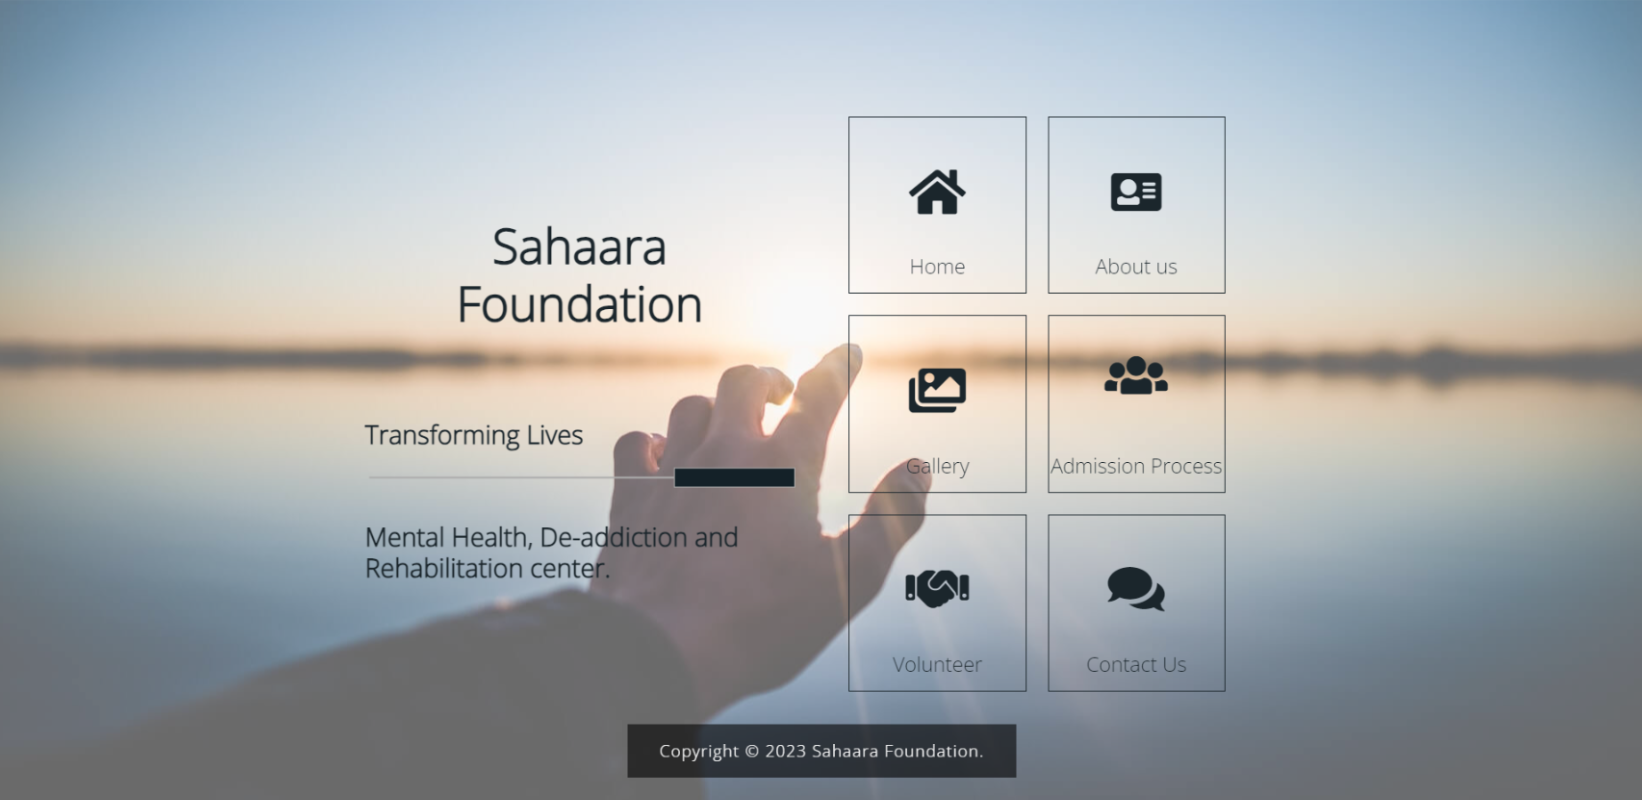 Sahaara
Foundation
Transforming Lives
Mental Health, De-addiction and
Rehabilitation center.
Home
About us
Gallery
Admission Process
Volunteer
Contact Us
Copyright © 2023 Sahaara Foundation.